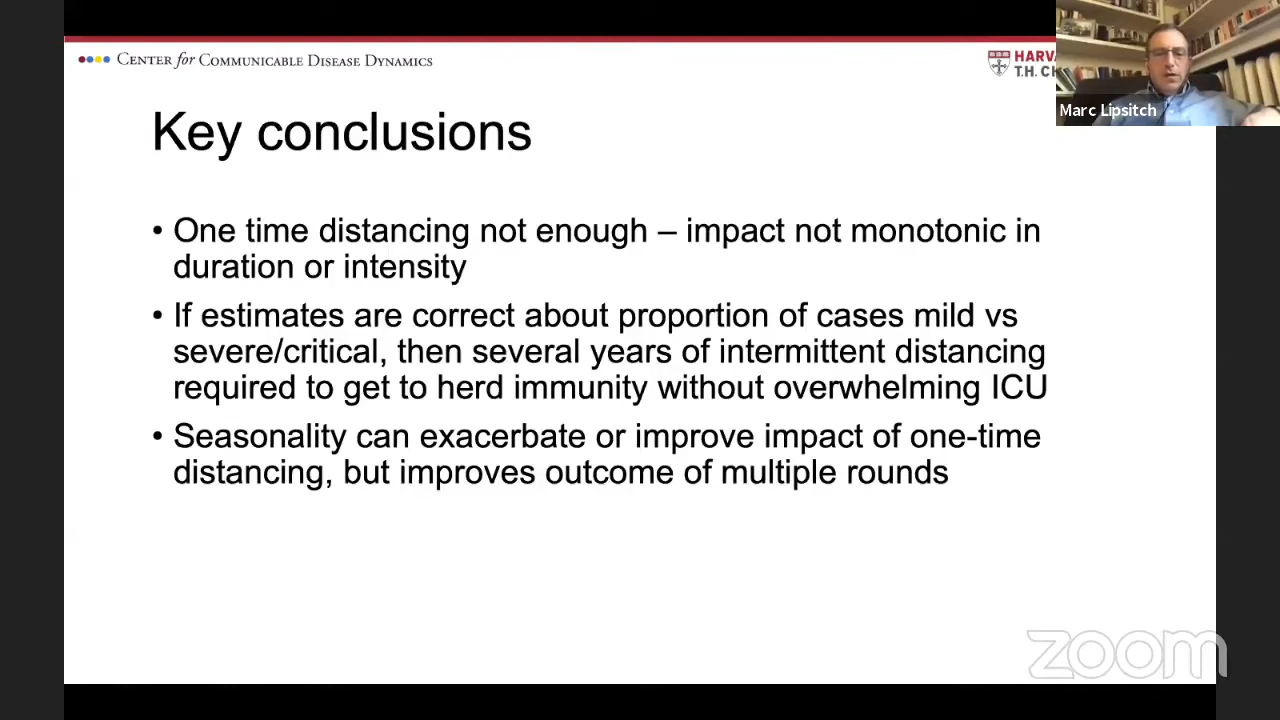 CENTER for COMMUNICABLE DISEASE DYNAMICS
HARVA
T.H. CH
Marc Lipsitch
Key conclusions
• One time distancing not enough – impact not monotonic in
duration or intensity
• If estimates are correct about proportion of cases mild vs
severe/critical, then several years of intermittent distancing
required to get to herd immunity without overwhelming ICU
• Seasonality can exacerbate or improve impact of one-time
distancing, but improves outcome of multiple rounds
zoom